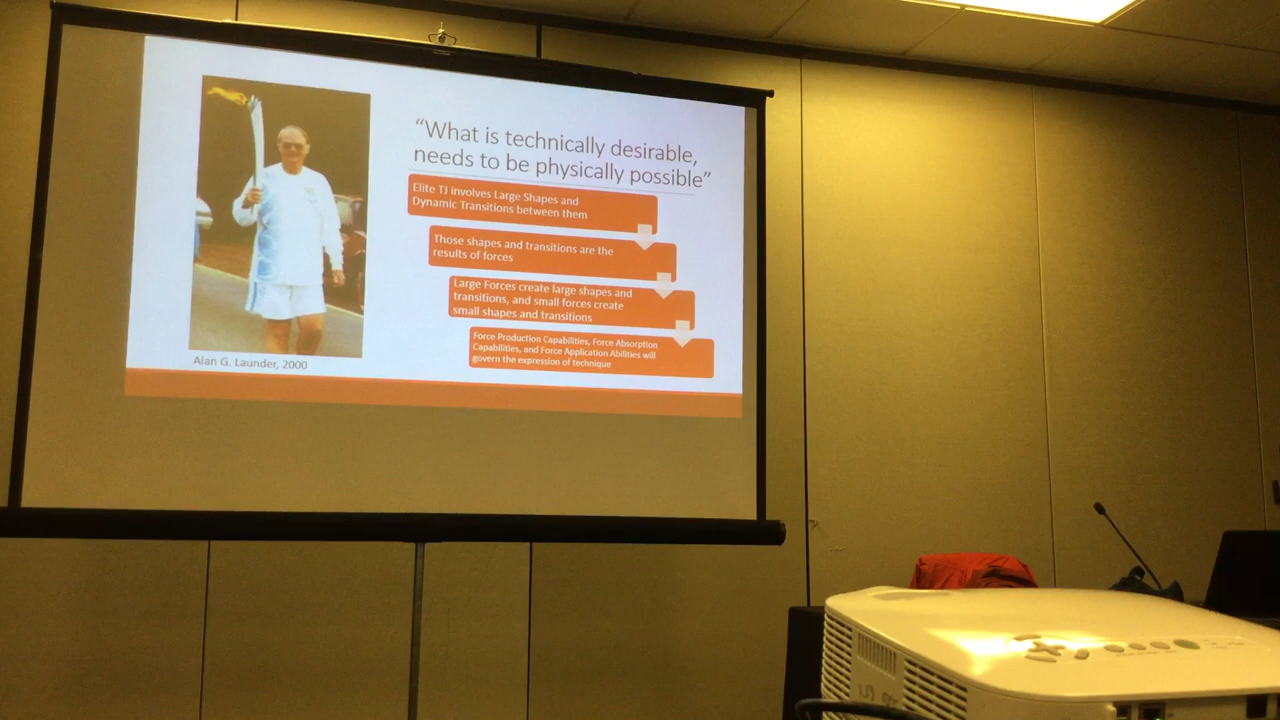 “What is technically desirable,
needs to be physically possible”
Elite TJ involves Large Shapes and
Dynamic Transitions between them
Those shapes and transitions are the
results of forces
Large Forces create large shapes and
transitions, and small forces create
small shapes and transitions
Force Production Capabilities, Force Absorption
Capabilities, and Force Application Abilities will
govern the expression of technique
Alan G. Launder, 2000